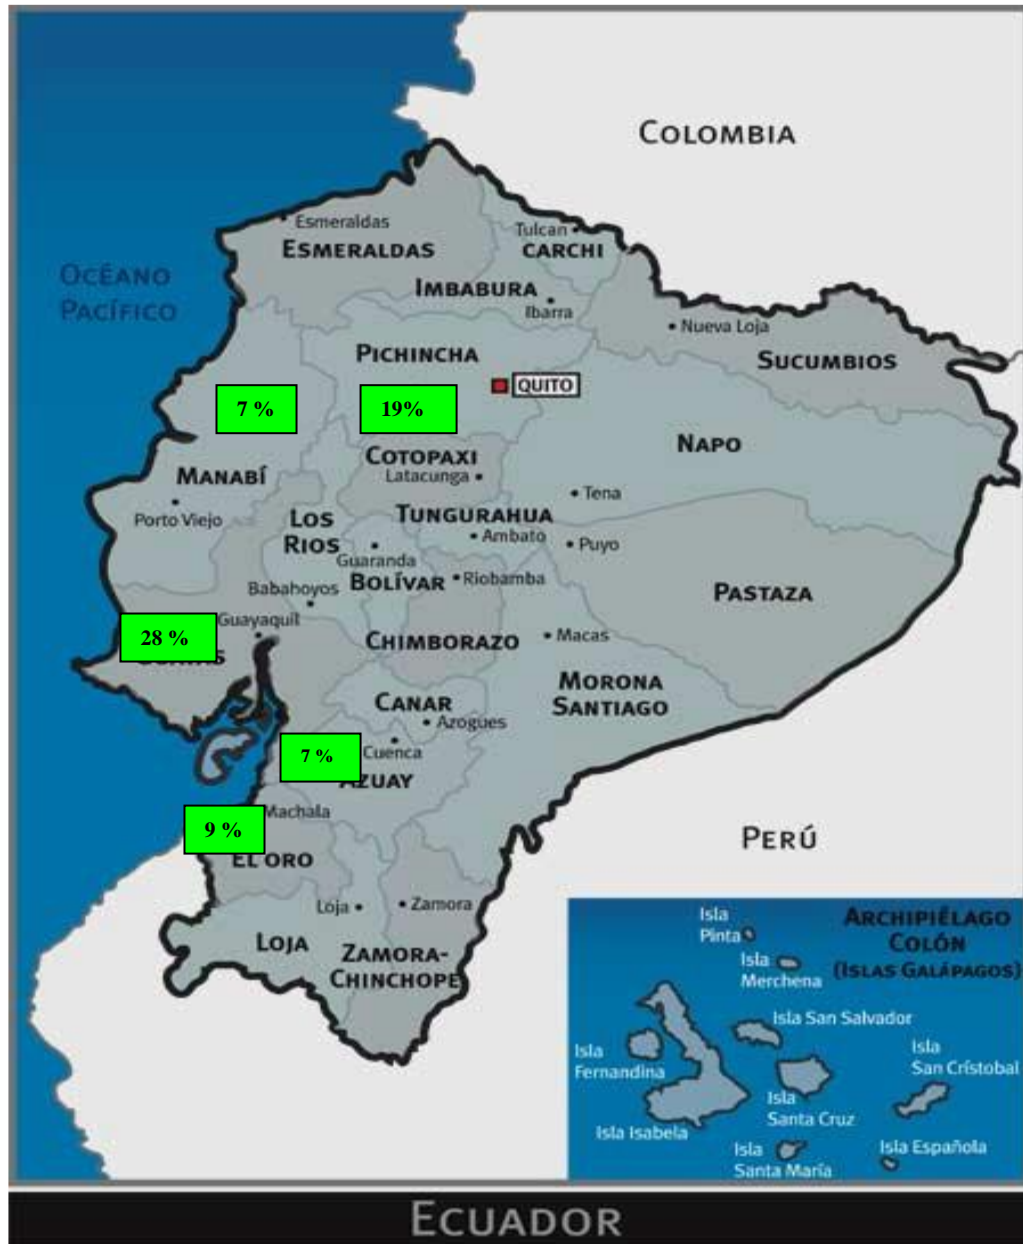 COLOMBIA
Esmeraldas
ESMERALDAS
Tulcan
CARCHI
OCÉANO
PACÍFICO
IMBABURA
Ibarra
Nueva Loja
PICHINCHA
SUCUMBIOS
QUITO
7 %
19%
NAPO
COTOPAXI
Latacunga
MANABÍ
Tena
Porto Viejo
LOS
RIOS
TUNGURAHUA
Ambato
Puyo
Guaranda
BOLÍVAR
Riobamba
Babahoyos
PASTAZA
Guayaquil
28 %
CHIMBORAZO
Macas
MORONA
SANTIAGO
CANAR
Azogues
7 %
Cuenca
AZUAY
Machala
9 %
EL ORO
PERÚ
Loja
Zamora
LOJA
ZAMORA-
CHINCHOPE
ARCHIPIÉLAGO
COLÓN
(ISLAS GALÁPAGOS)
Isla
Pinta
Isla
Merchena
Isla San Salvador
Isla
Fernandina
Isla
San Crístobal
Isla
Santa Cruz
Isla Isabela
Isla
Santa María
Isla Española
ECUADOR